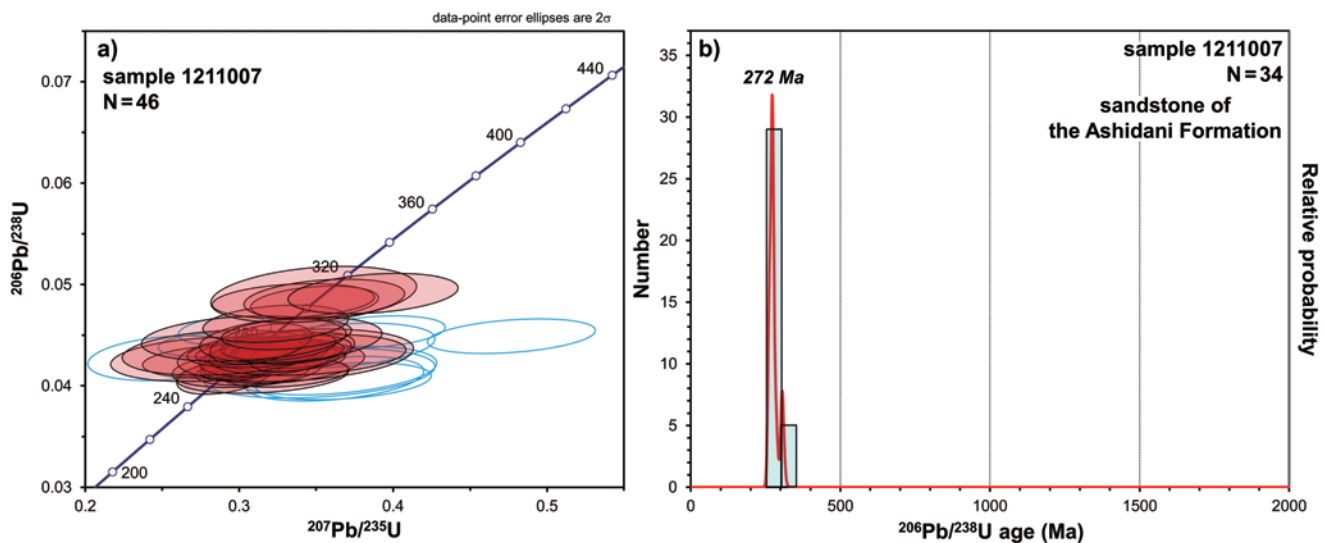 data-point error ellipses are 2σ
a)
sample 1211007
N = 46
440
400
360
320
240
200
0.07
0.06
0.05
0.04
0.03
0.2
0.3
0.4
0.5
²⁰⁶Pb/²³⁸U
²⁰⁷Pb/²³⁵U
b)
272 Ma
sample 1211007
N = 34
sandstone of
the Ashidani Formation
35
30
25
20
15
10
5
0
0
500
1000
1500
2000
Number
Relative probability
²⁰⁶Pb/²³⁸U age (Ma)